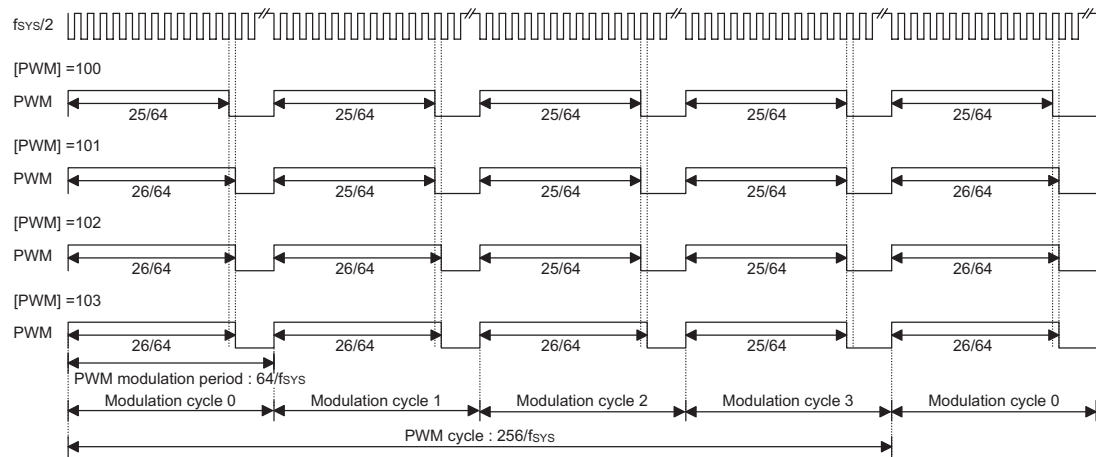 fSYS/2
[PWM] =100
PWM
25/64 25/64 25/64 25/64 25/64
[PWM] =101
PWM
26/64 25/64 25/64 25/64 26/64
[PWM] =102
PWM
26/64 26/64 25/64 25/64 26/64
[PWM] =103
PWM
26/64 26/64 26/64 25/64 26/64
PWM modulation period : 64/fSYS
Modulation cycle 0 Modulation cycle 1 Modulation cycle 2 Modulation cycle 3 Modulation cycle 0
PWM cycle : 256/fSYS